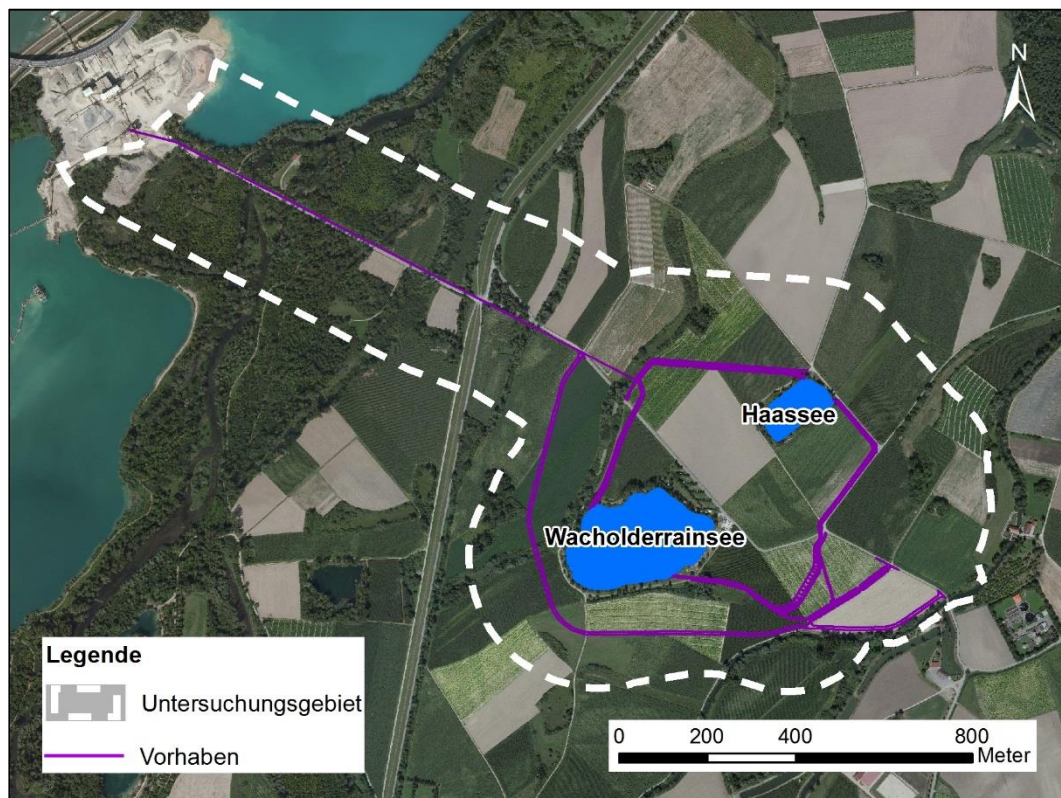 N
Haassee
Wacholderrainsee
Legende
Untersuchungsgebiet
Vorhaben
0 200 400 800
Meter